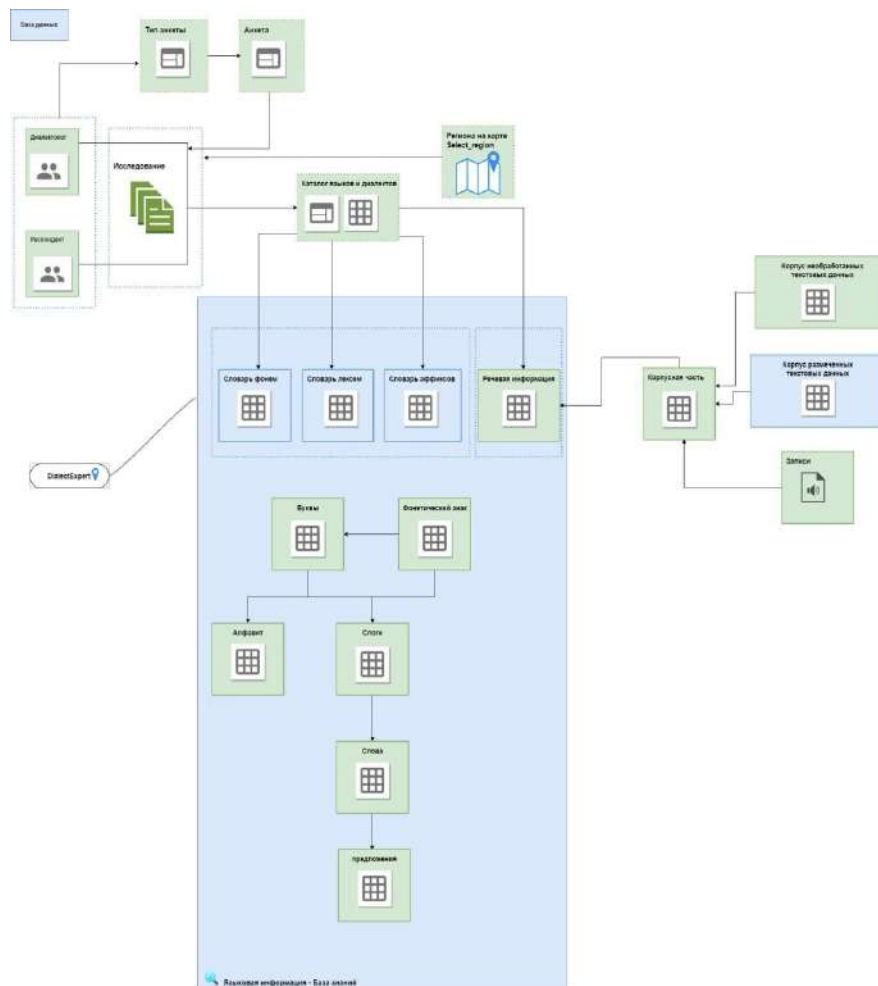 База данных
Тип анкеты
Анкета
Диалектолог
Респондент
Исследование
Регионы на карте
Select_region
Каталог языков и диалектов
Корпус необработанных
текстовых данных
Словарь фонем
Словарь лексем
Словарь аффиксов
Речевая информация
Корпусная часть
Корпус размеченных
текстовых данных
Записи
DialectExpert
Буквы
Фонетический знак
Алфавит
Слоги
Слова
предложения
Языковая информация - База знаний